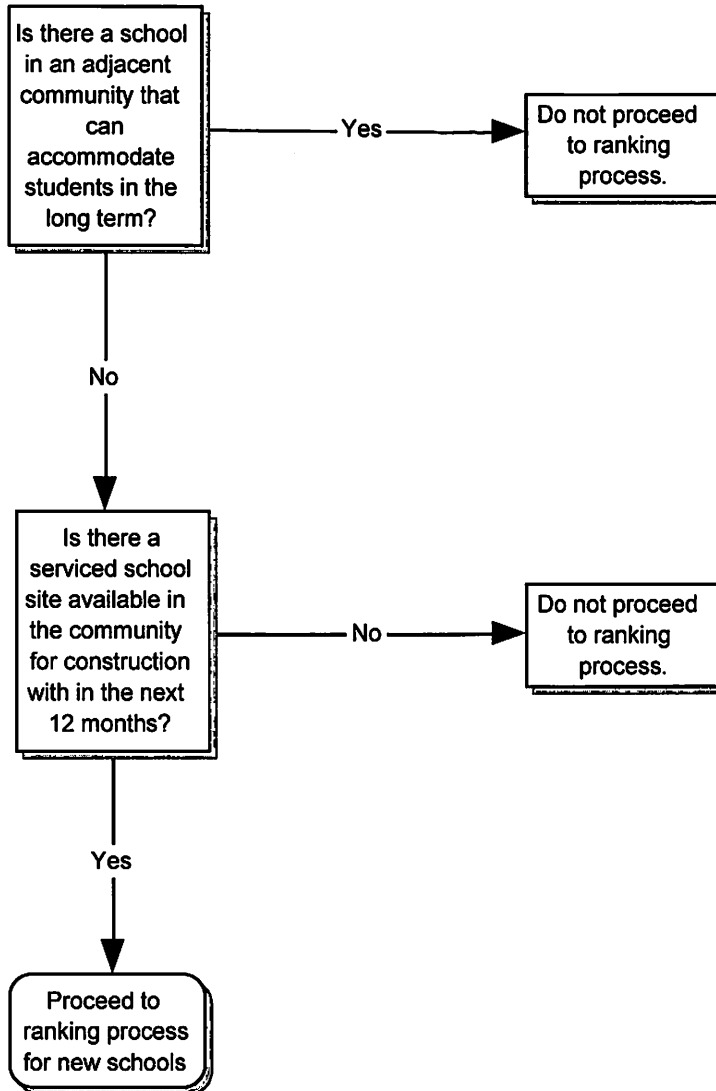 Is there a school
in an adjacent
community that
can
accommodate
students in the
long term?
Yes
Do not proceed
to ranking
process.
No
Is there a
serviced school
site available in
the community
for construction
with in the next
12 months?
No
Do not proceed
to ranking
process.
Yes
Proceed to
ranking process
for new schools